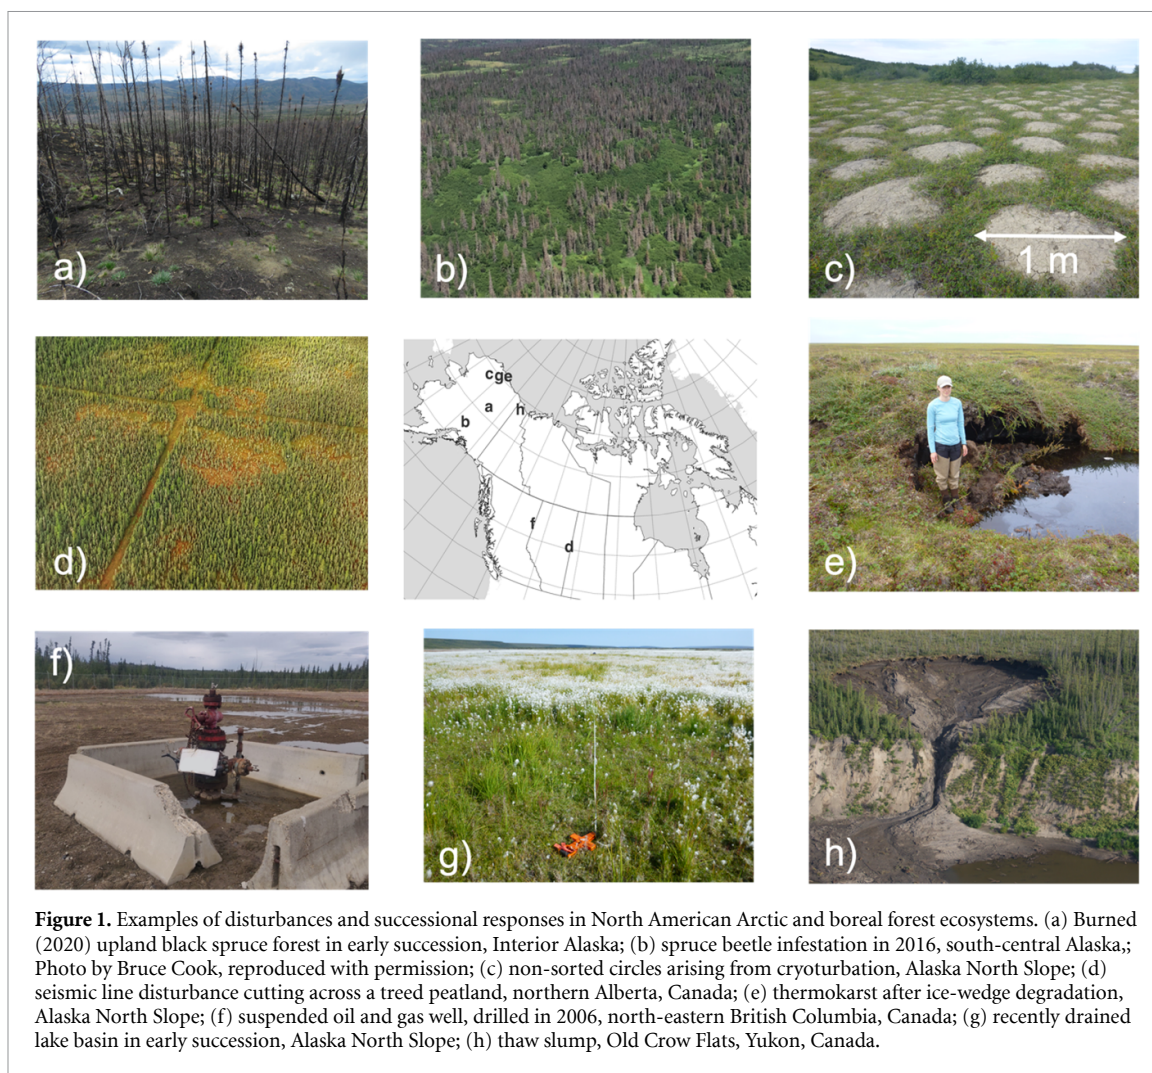 a)
b)
c)
1 m
d)
c g e
a
h
b
f
d
e)
f)
g)
h)
Figure 1. Examples of disturbances and successional responses in North American Arctic and boreal forest ecosystems. (a) Burned
(2020) upland black spruce forest in early succession, Interior Alaska; (b) spruce beetle infestation in 2016, south-central Alaska,;
Photo by Bruce Cook, reproduced with permission; (c) non-sorted circles arising from cryoturbation, Alaska North Slope; (d)
seismic line disturbance cutting across a treed peatland, northern Alberta, Canada; (e) thermokarst after ice-wedge degradation,
Alaska North Slope; (f) suspended oil and gas well, drilled in 2006, north-eastern British Columbia, Canada; (g) recently drained
lake basin in early succession, Alaska North Slope; (h) thaw slump, Old Crow Flats, Yukon, Canada.